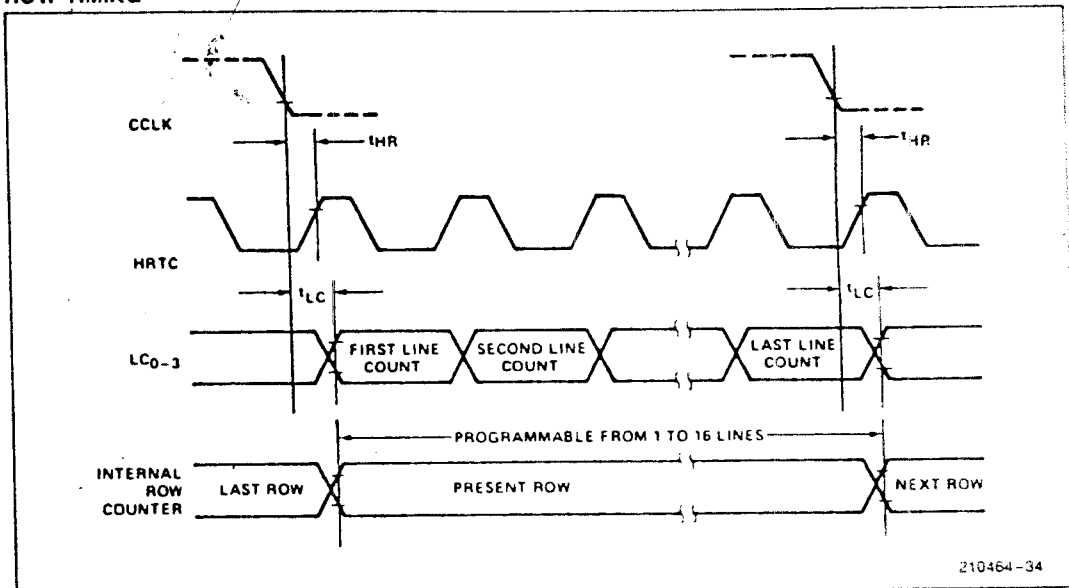 CCLK
tHR
tHR
HRTC
tLC
tLC
LC0-3
FIRST LINE COUNT
SECOND LINE COUNT
LAST LINE COUNT
PROGRAMMABLE FROM 1 TO 16 LINES
INTERNAL ROW COUNTER
LAST ROW
PRESENT ROW
NEXT ROW
210464-34